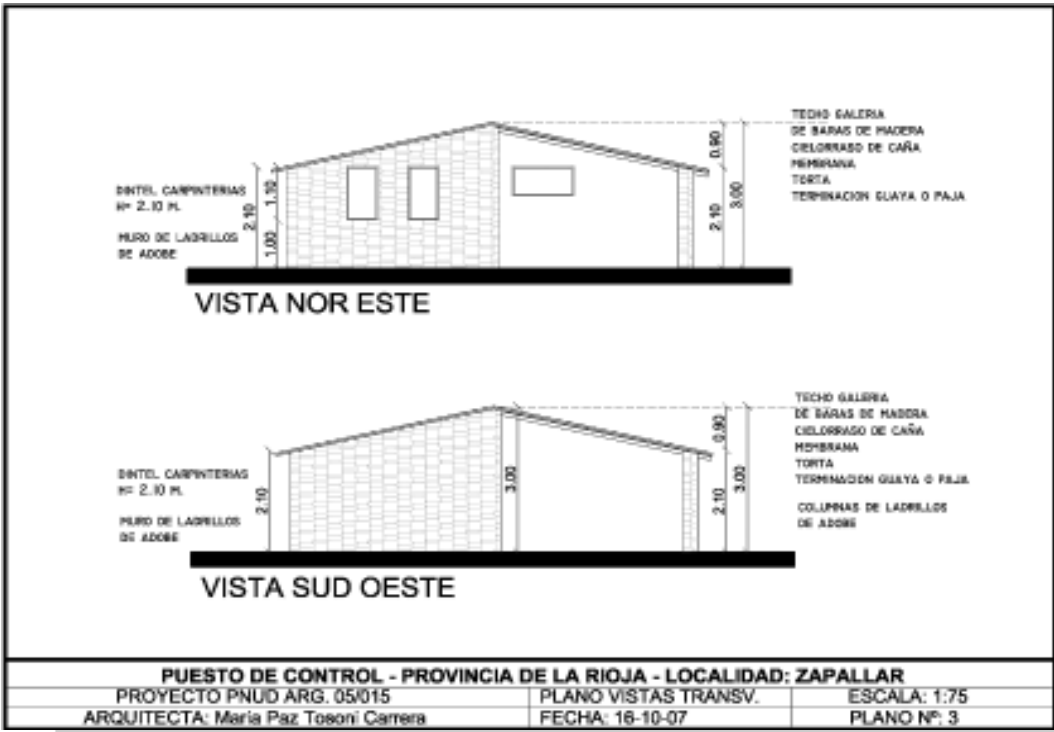 TECHO GALERIA
DE BARAS DE MADERA
CIELORRASO DE CAÑA
MEMBRANA
TORTA
TERMINACION GUAYA O PAJA
DINTEL CARPINTERIAS
H= 2.10 M.
MURO DE LADRILLOS
DE ADOBE
2.10
1.10
1.00
0.90
2.10
3.00
VISTA NOR ESTE
TECHO GALERIA
DE BARAS DE MADERA
CIELORRASO DE CAÑA
MEMBRANA
TORTA
TERMINACION GUAYA O PAJA
COLUMNAS DE LADRILLOS
DE ADOBE
DINTEL CARPINTERIAS
H= 2.10 M.
MURO DE LADRILLOS
DE ADOBE
2.10
3.00
0.90
2.10
3.00
VISTA SUD OESTE
PUESTO DE CONTROL - PROVINCIA DE LA RIOJA - LOCALIDAD: ZAPALLAR
PROYECTO PNUD ARG. 05/015 PLANO VISTAS TRANSV. ESCALA: 1:75
ARQUITECTA: Maria Paz Tosoni Carrera FECHA: 16-10-07 PLANO Nº: 3